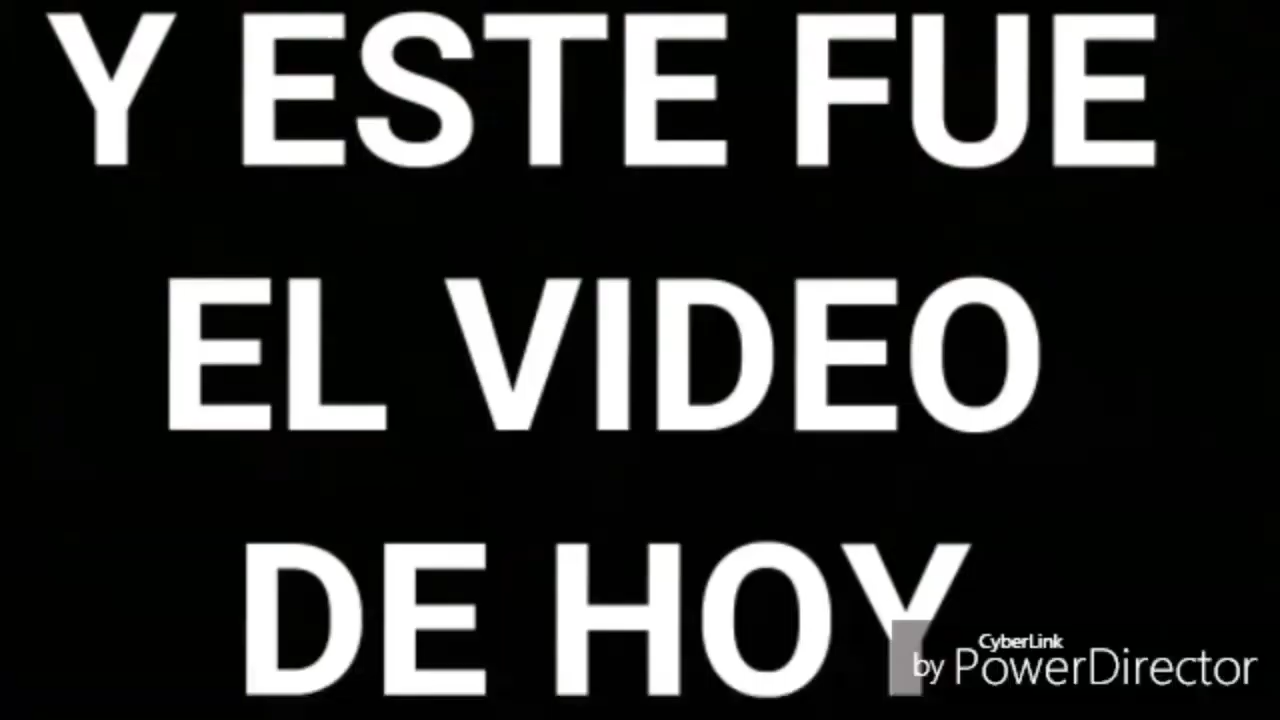 Y ESTE FUE
EL VIDEO
DE HOY
CyberLink
by PowerDirector